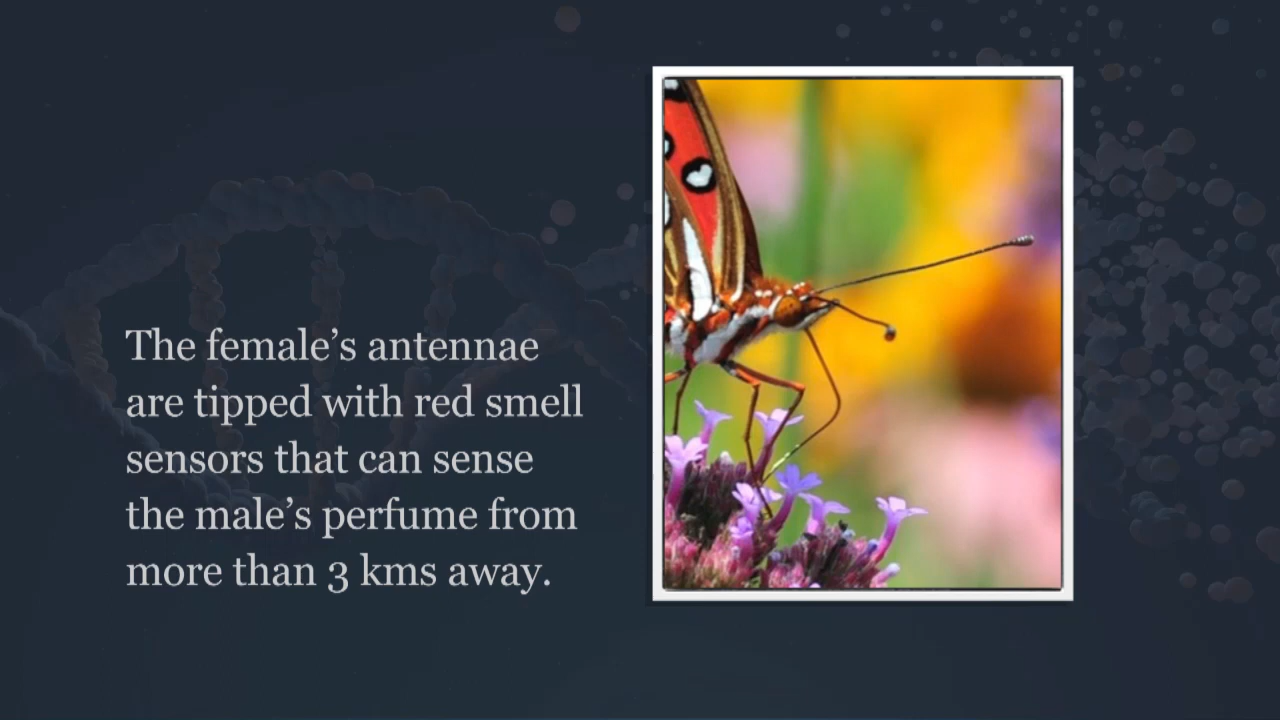 The female’s antennae
are tipped with red smell
sensors that can sense
the male’s perfume from
more than 3 kms away.